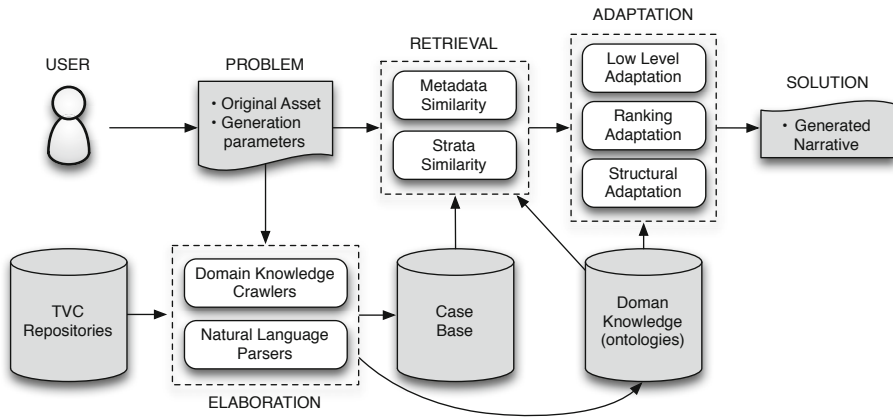 ADAPTATION
RETRIEVAL
USER
PROBLEM
SOLUTION
• Original Asset
• Generation
parameters
Metadata
Similarity
Strata
Similarity
Low Level
Adaptation
Ranking
Adaptation
Structural
Adaptation
• Generated
Narrative
TVC
Repositories
Domain Knowledge
Crawlers
Natural Language
Parsers
ELABORATION
Case
Base
Doman
Knowledge
(ontologies)